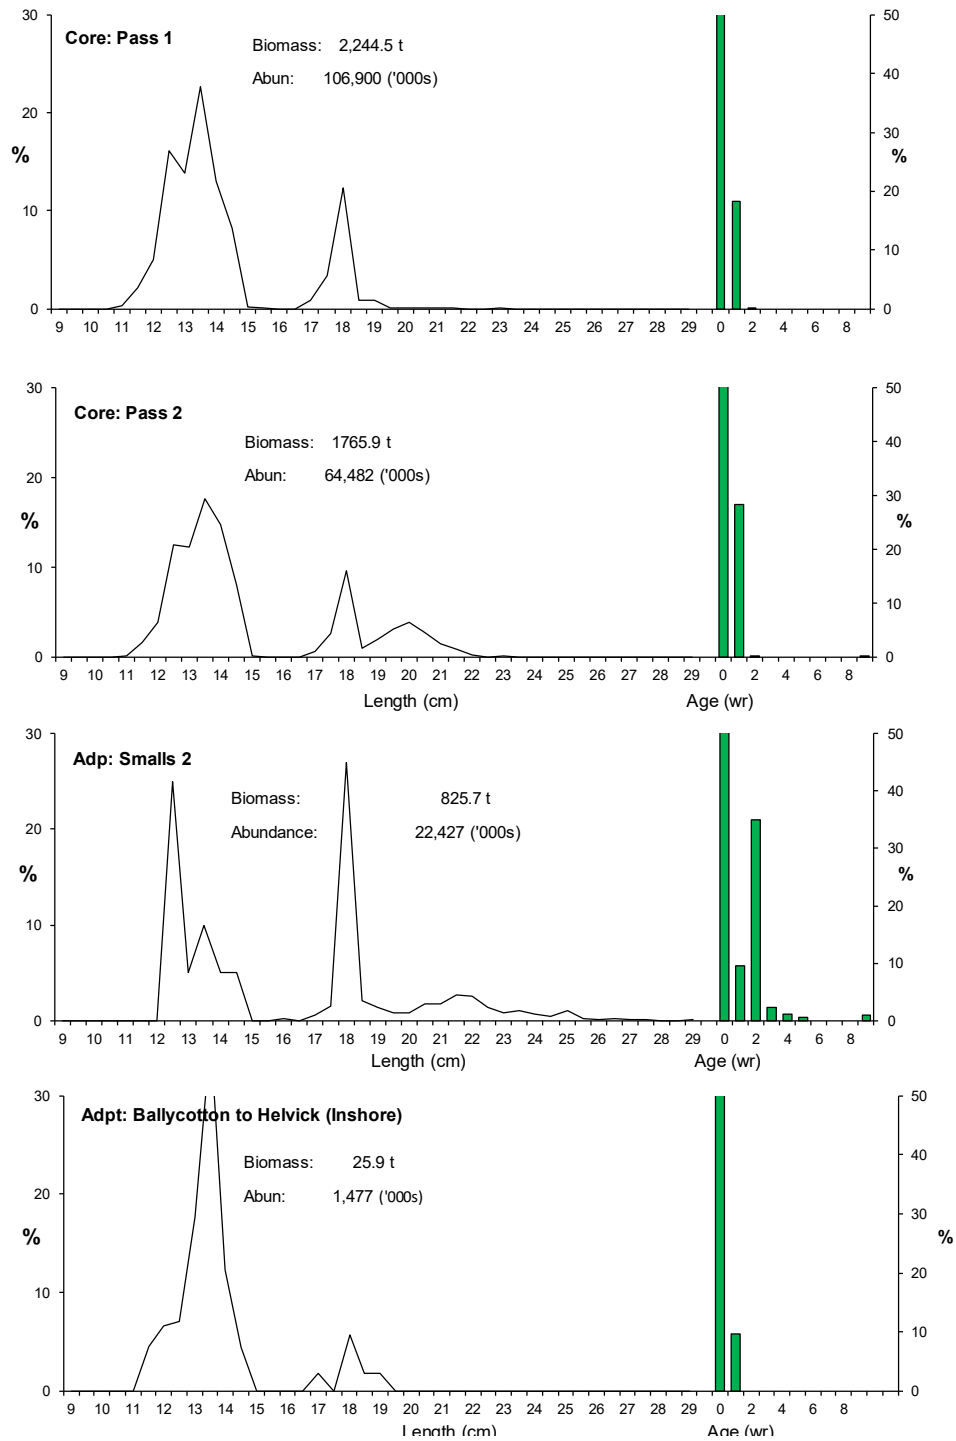 Core: Pass 1
Biomass: 2,244.5 t
Abun: 106,900 ('000s)
30
20
10
0
%
50
40
30
20
10
0
%
9 10 11 12 13 14 15 16 17 18 19 20 21 22 23 24 25 26 27 28 29 0 2 4 6 8
Core: Pass 2
Biomass: 1765.9 t
Abun: 64,482 ('000s)
30
20
10
0
%
50
40
30
20
10
0
%
9 10 11 12 13 14 15 16 17 18 19 20 21 22 23 24 25 26 27 28 29 0 2 4 6 8
Length (cm) Age (wr)
Adp: Smalls 2
Biomass: 825.7 t
Abundance: 22,427 ('000s)
30
20
10
0
%
50
40
30
20
10
0
%
9 10 11 12 13 14 15 16 17 18 19 20 21 22 23 24 25 26 27 28 29 0 2 4 6 8
Length (cm) Age (wr)
Adpt: Ballycotton to Helvick (Inshore)
Biomass: 25.9 t
Abun: 1,477 ('000s)
30
20
10
0
%
50
40
30
20
10
0
%
9 10 11 12 13 14 15 16 17 18 19 20 21 22 23 24 25 26 27 28 29 0 2 4 6 8
Length (cm) Age (wr)